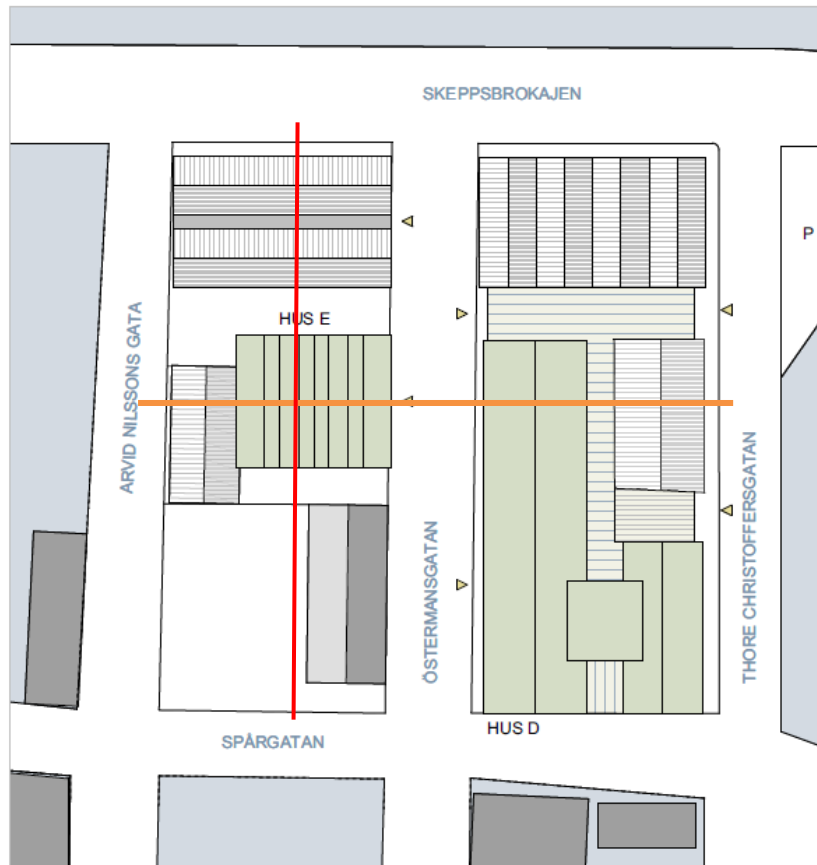 SKEPPSBROKAJEN
P
HUS E
ARVID NILSSONS GATA
ÖSTERMANSGATAN
THORE CHRISTOFFERSGATAN
HUS D
SPÅRGATAN